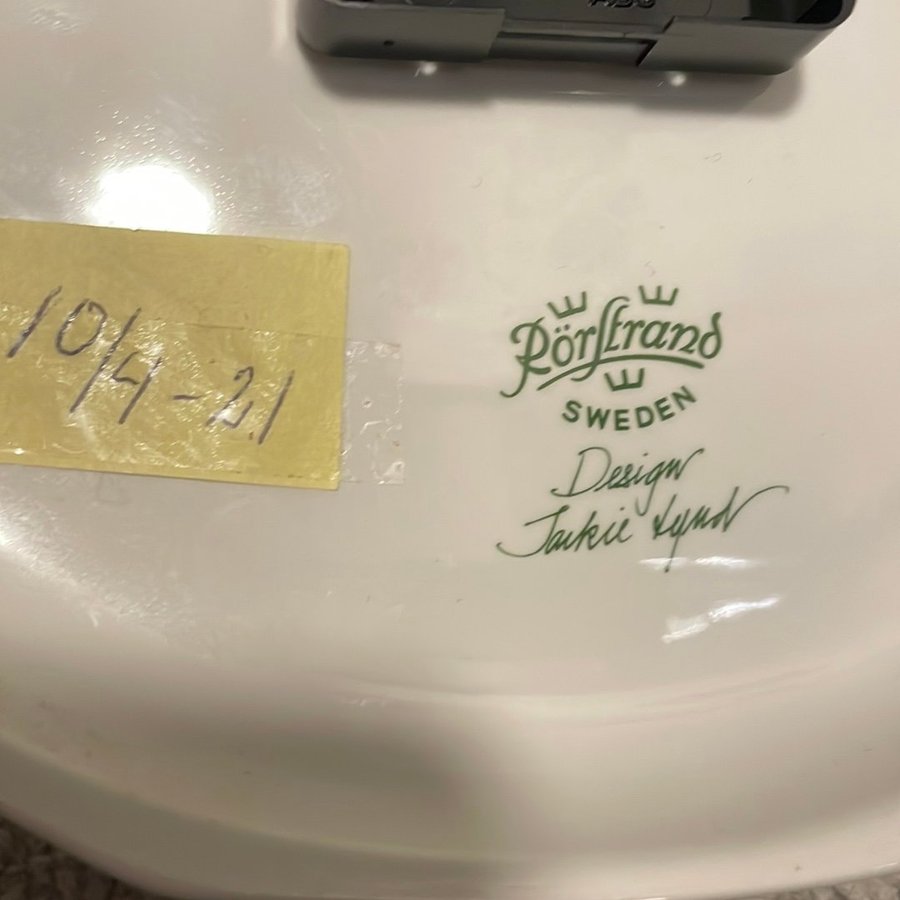 10/4-21
Rörstrand
SWEDEN
Design
Jackie Lynd